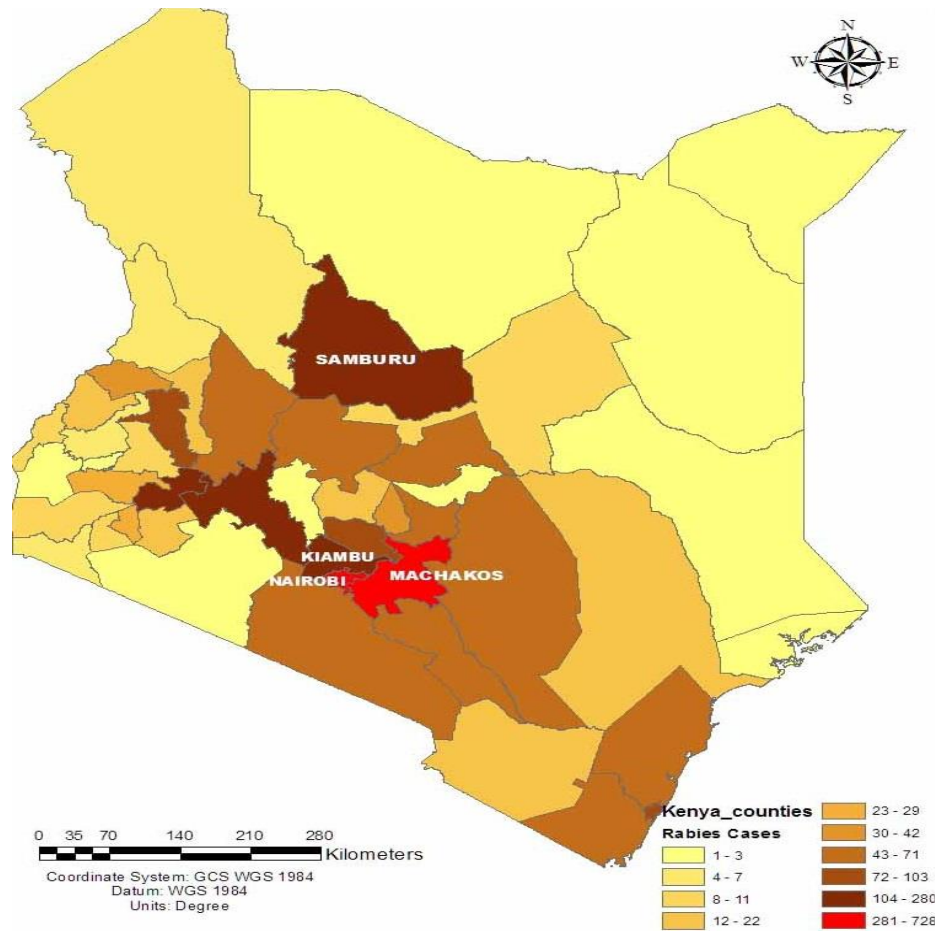 N
W E
S
SAMBURU
KIAMBU
NAIROBI
MACHAKOS
0 35 70 140 210 280
Kilometers
Coordinate System: GCS WGS 1984
Datum: WGS 1984
Units: Degree
Kenya_counties
Rabies Cases
1 - 3
4 - 7
8 - 11
12 - 22
23 - 29
30 - 42
43 - 71
72 - 103
104 - 280
281 - 728